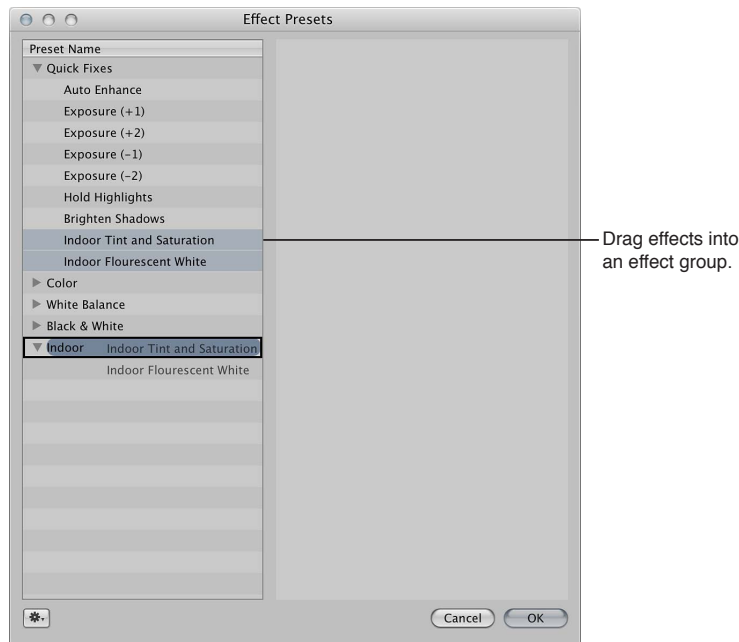 Effect Presets
Preset Name
Quick Fixes
Auto Enhance
Exposure (+1)
Exposure (+2)
Exposure (-1)
Exposure (-2)
Hold Highlights
Brighten Shadows
Indoor Tint and Saturation
Indoor Flourescent White
Color
White Balance
Black & White
Indoor Indoor Tint and Saturation
Indoor Flourescent White
Drag effects into
an effect group.
Cancel OK